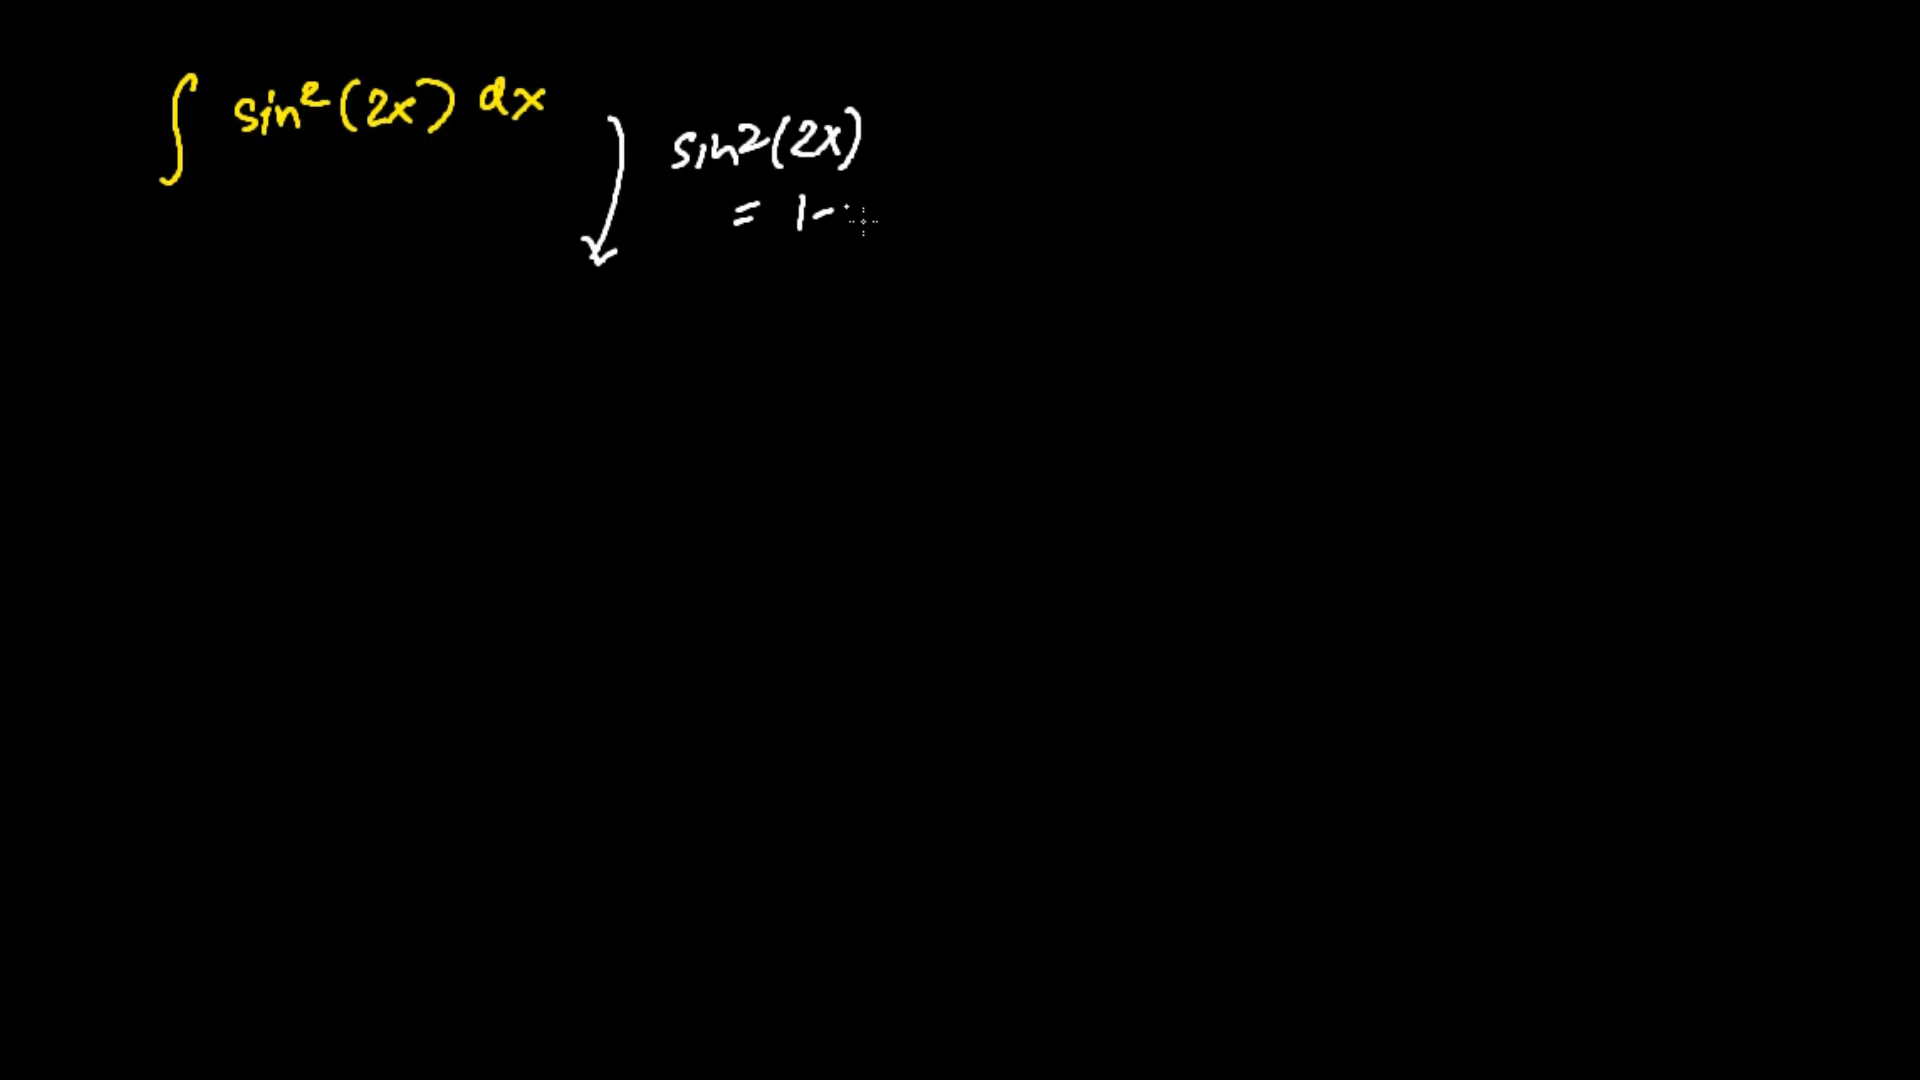 ∫ sin²(2x) dx
sin²(2x)
= 1-